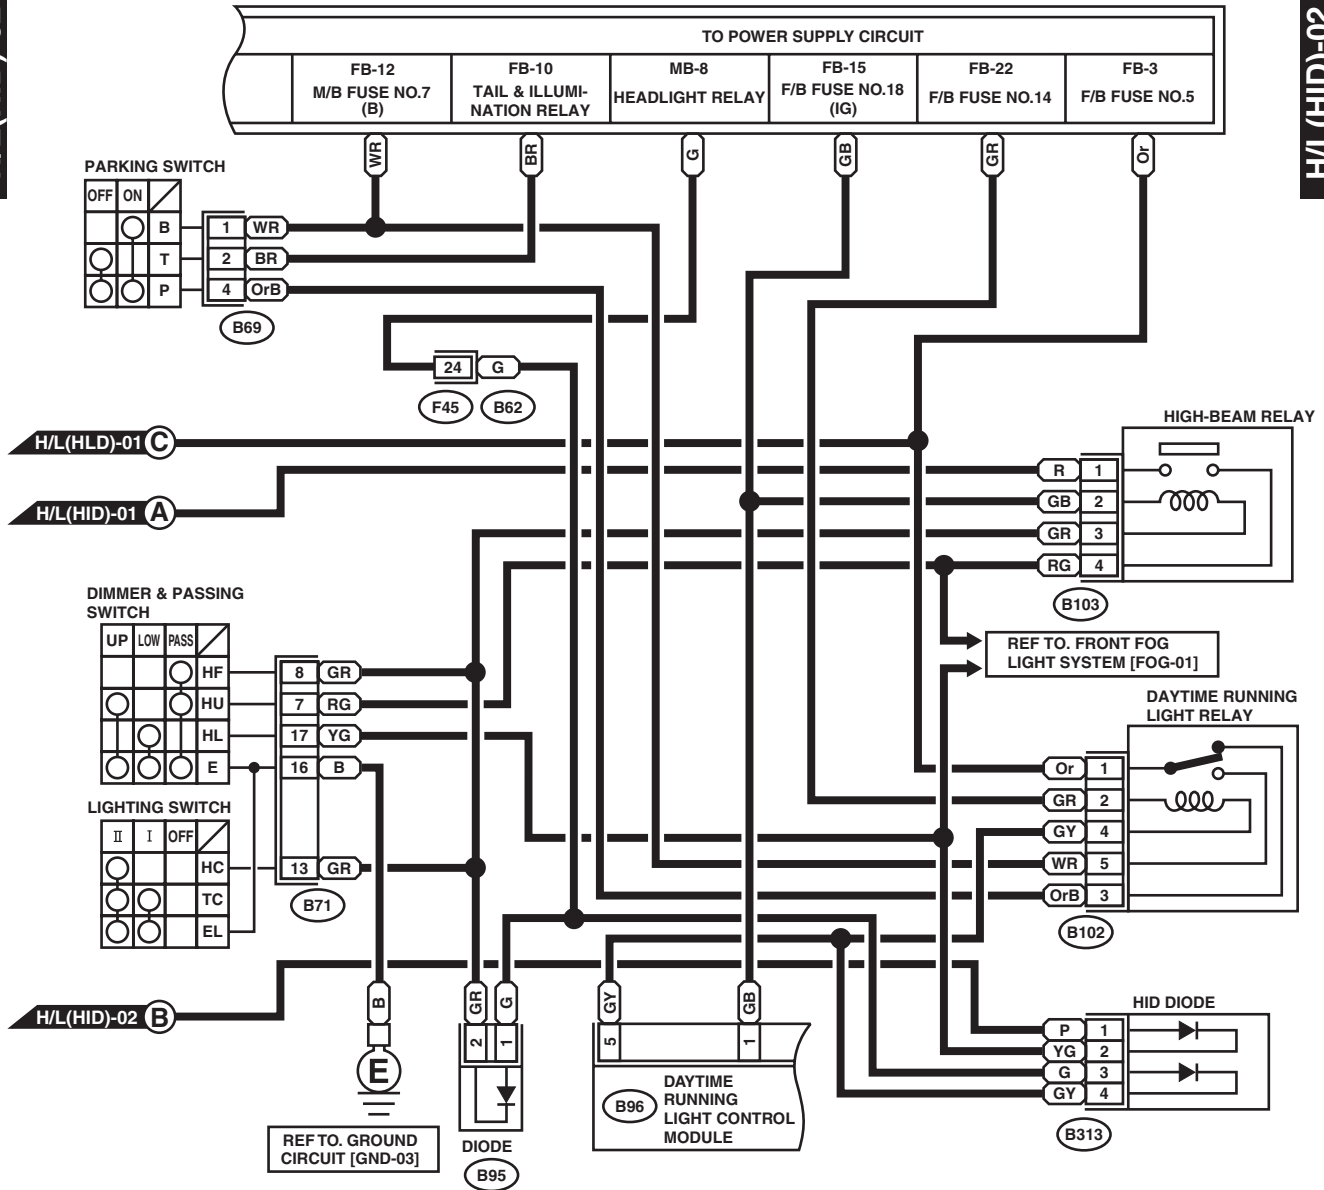 H/L(HID)-02
TO POWER SUPPLY CIRCUIT
FB-12
M/B FUSE NO.7
(B)
FB-10
TAIL & ILLUMI-
NATION RELAY
MB-8
HEADLIGHT RELAY
FB-15
F/B FUSE NO.18
(IG)
FB-22
F/B FUSE NO.14
FB-3
F/B FUSE NO.5
WR
BR
G
GB
GR
Or
PARKING SWITCH
OFF ON
B 1 WR
T 2 BR
P 4 OrB
B69
24 G
F45 B62
H/L(HLD)-01 C
H/L(HID)-01 A
HIGH-BEAM RELAY
R 1
GB 2
GR 3
RG 4
B103
REF TO. FRONT FOG
LIGHT SYSTEM [FOG-01]
DIMMER & PASSING
SWITCH
UP LOW PASS
HF 8 GR
HU 7 RG
HL 17 YG
E 16 B
LIGHTING SWITCH
II I OFF
HC 13 GR
TC
EL
B71
DAYTIME RUNNING
LIGHT RELAY
Or 1
GR 2
GY 4
WR 5
OrB 3
B102
H/L(HID)-02 B
B
E
REF TO. GROUND
CIRCUIT [GND-03]
GR G
2 1
DIODE
B95
GY GB
5 1
B96
DAYTIME
RUNNING
LIGHT CONTROL
MODULE
HID DIODE
P 1
YG 2
G 3
GY 4
B313